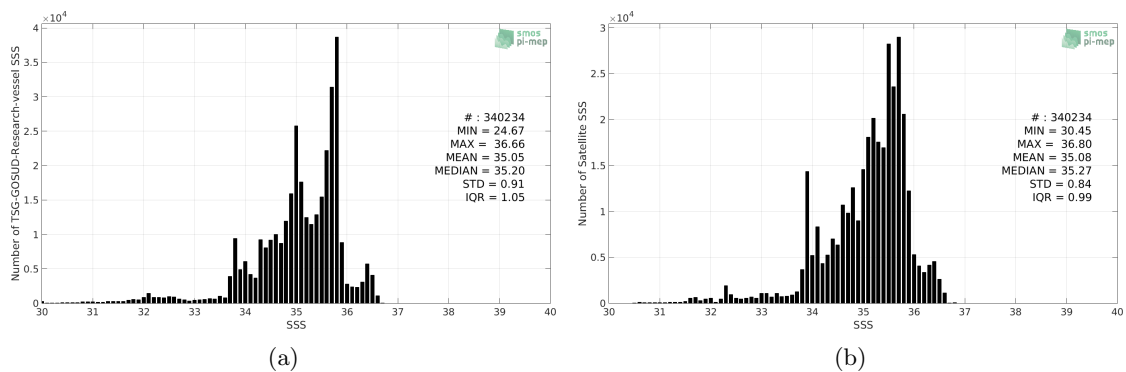 ×10⁴
4
3.5
3
2.5
2
1.5
1
0.5
0
30 31 32 33 34 35 36 37 38 39 40
SSS
Number of TSG-GOSUD-Research-vessel SSS
smos
pi-mep
# : 340234
MIN = 24.67
MAX = 36.66
MEAN = 35.05
MEDIAN = 35.20
STD = 0.91
IQR = 1.05
(a)
×10⁴
3
2.5
2
1.5
1
0.5
0
30 31 32 33 34 35 36 37 38 39 40
SSS
Number of Satellite SSS
smos
pi-mep
# : 340234
MIN = 30.45
MAX = 36.80
MEAN = 35.08
MEDIAN = 35.27
STD = 0.84
IQR = 0.99
(b)